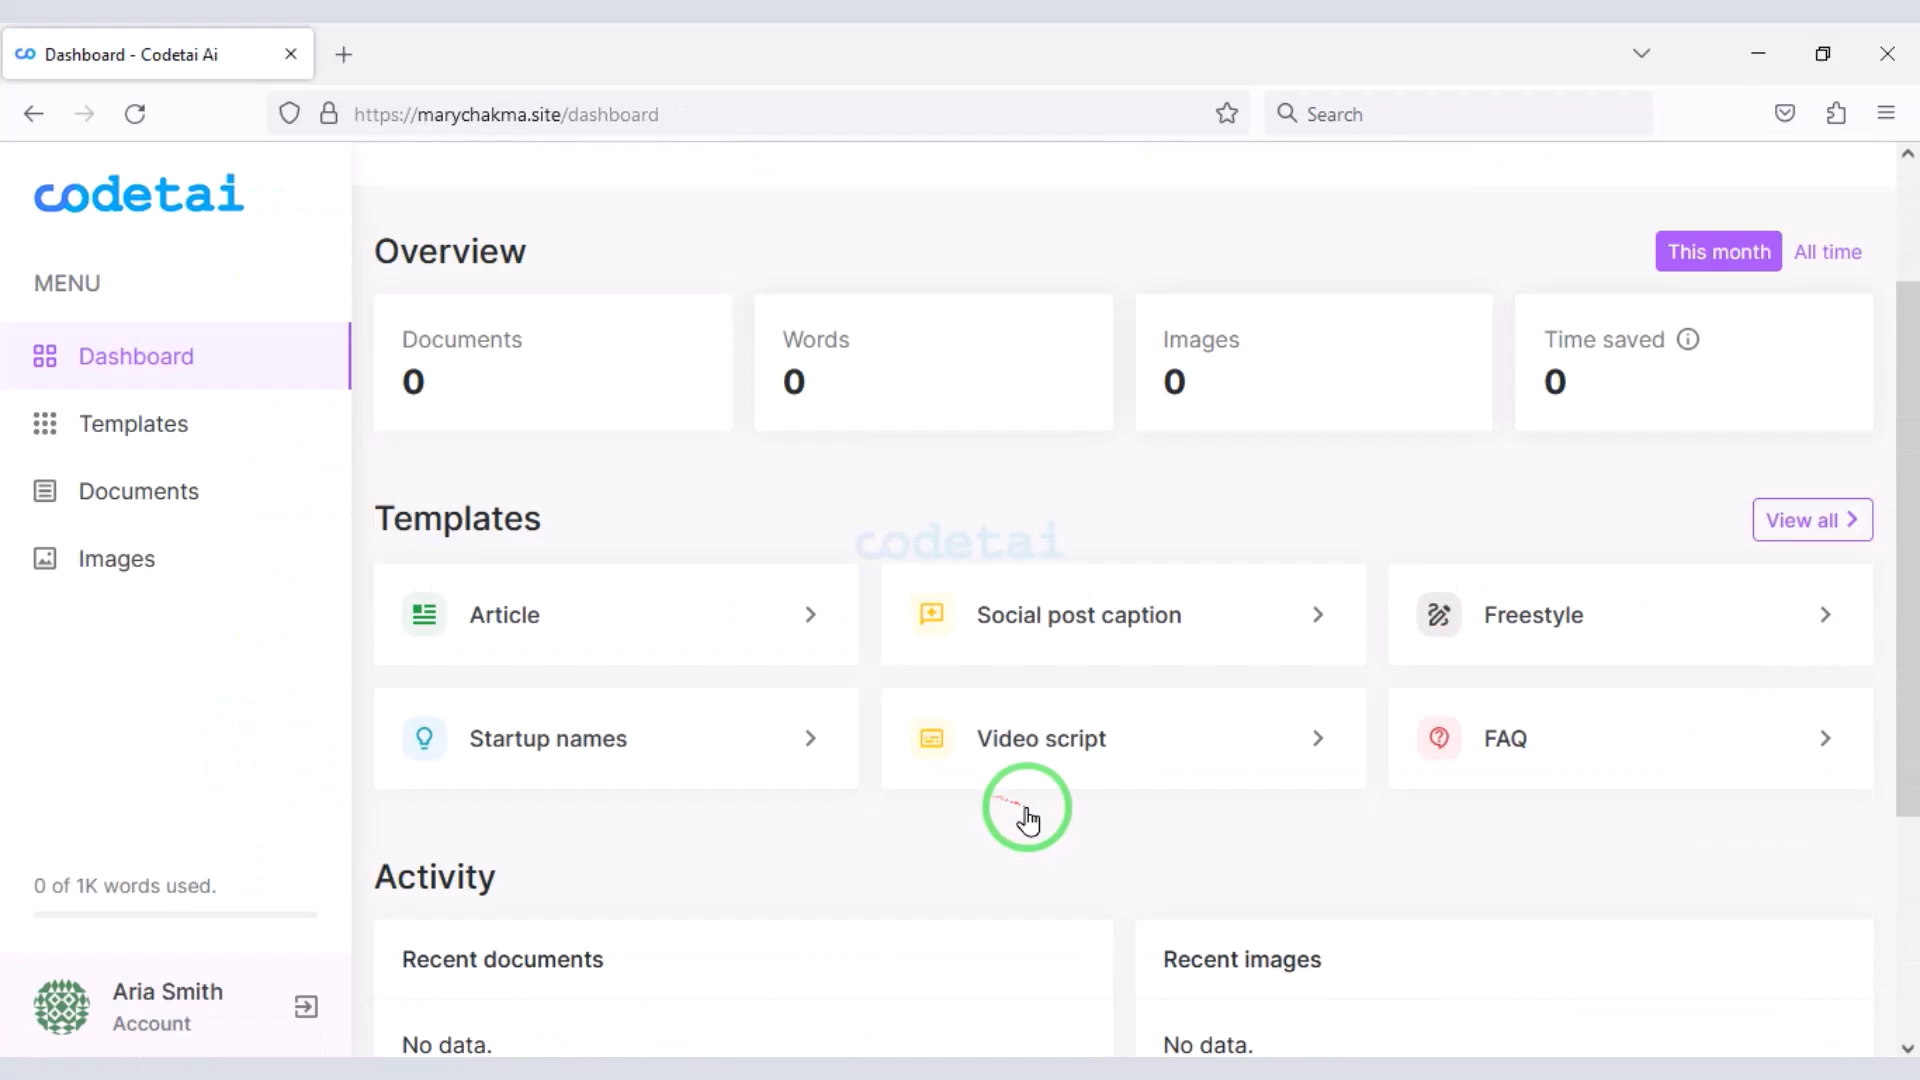 Dashboard - Codetai Ai
https://marychakma.site/dashboard
Search
codetai
MENU
Dashboard
Templates
Documents
Images
0 of 1K words used.
Aria Smith
Account
Overview
This month
All time
Documents
0
Words
0
Images
0
Time saved
0
Templates
codetai
View all
Article
Social post caption
Freestyle
Startup names
Video script
FAQ
Activity
Recent documents
No data.
Recent images
No data.